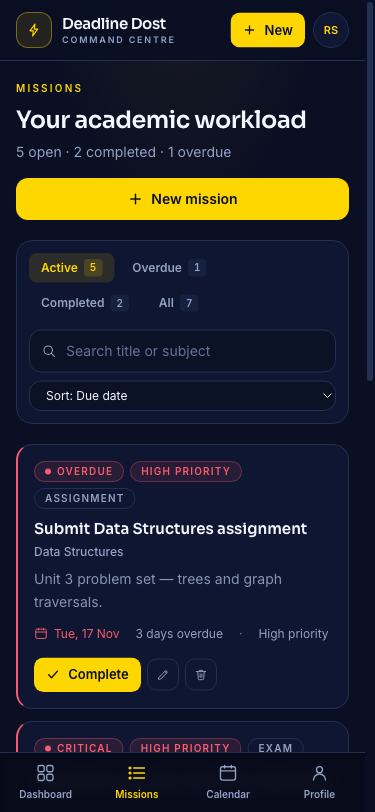 Deadline Dost
COMMAND CENTRE
New
RS
MISSIONS
Your academic workload
5 open · 2 completed · 1 overdue
New mission
Active 5 Overdue 1
Completed 2 All 7
Search title or subject
Sort: Due date
OVERDUE HIGH PRIORITY
ASSIGNMENT
Submit Data Structures assignment
Data Structures
Unit 3 problem set — trees and graph
traversals.
Tue, 17 Nov 3 days overdue · High priority
Complete
CRITICAL HIGH PRIORITY EXAM
Dashboard Missions Calendar Profile